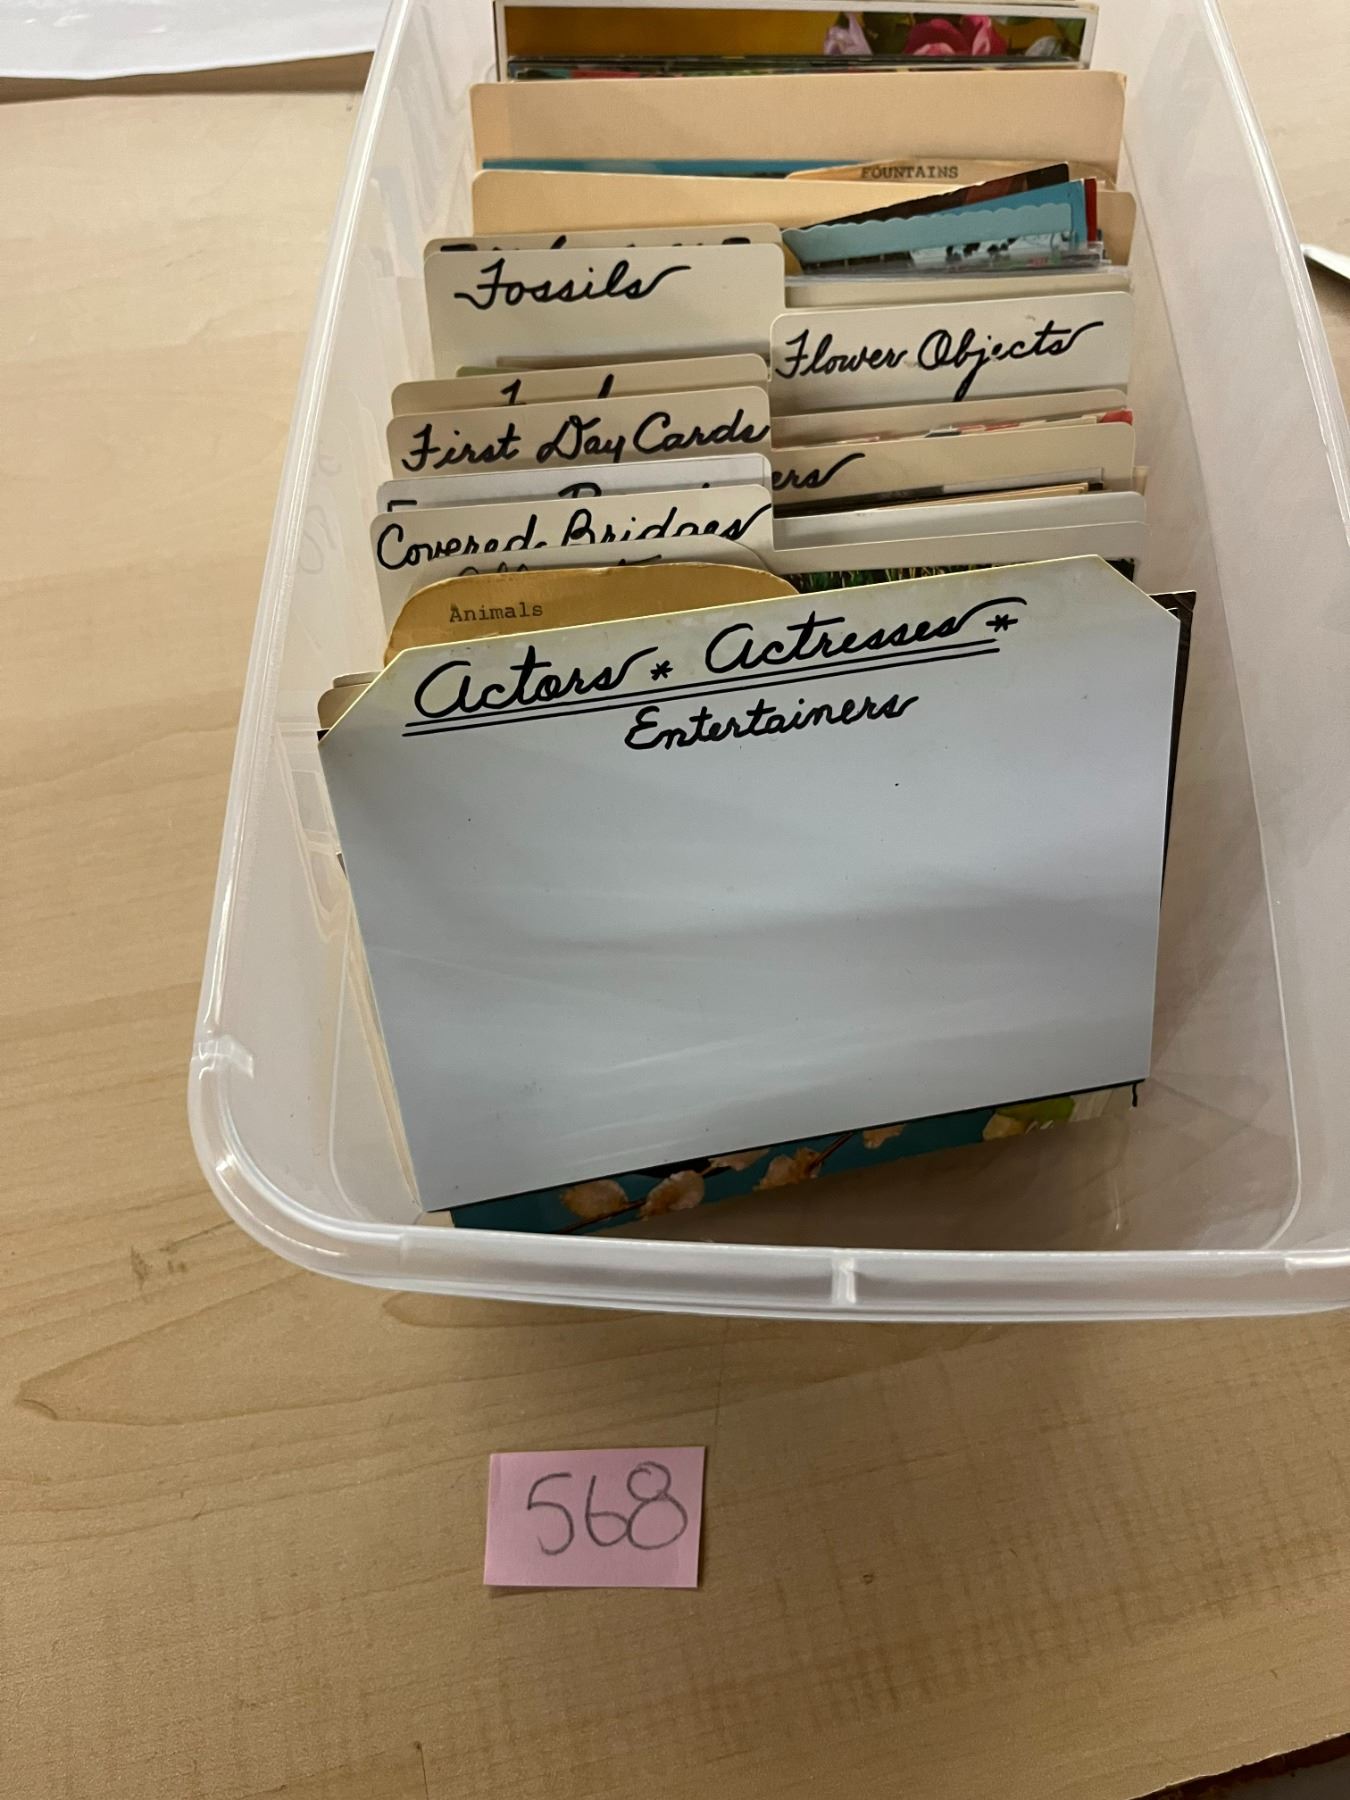 FOUNTAINS
Fossils
Flower Objects
First Day Cards
Covered Bridges
Animals
Actors * Actresses *
Entertainers
568